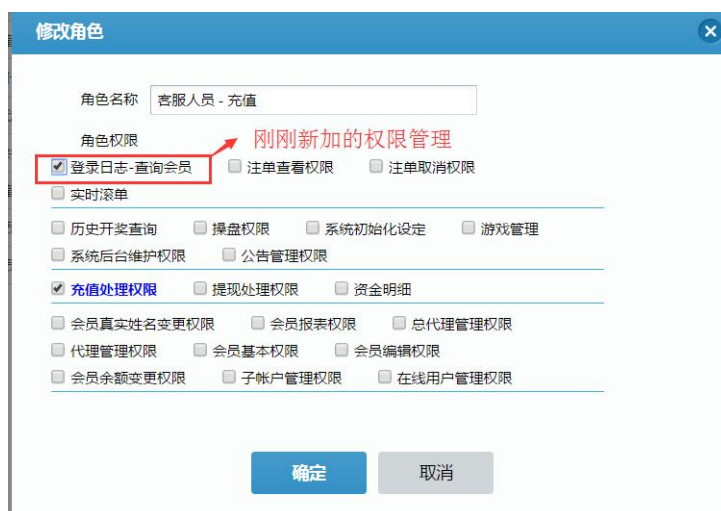 修改角色
角色名称 客服人员 - 充值
角色权限 刚刚新加的权限管理
登录日志-查询会员 注单查看权限 注单取消权限
实时滚单
历史开奖查询 操盘权限 系统初始化设定 游戏管理
系统后台维护权限 公告管理权限
充值处理权限 提现处理权限 资金明细
会员真实姓名变更权限 会员报表权限 总代理管理权限
代理管理权限 会员基本权限 会员编辑权限
会员余额变更权限 子帐户管理权限 在线用户管理权限
确定 取消